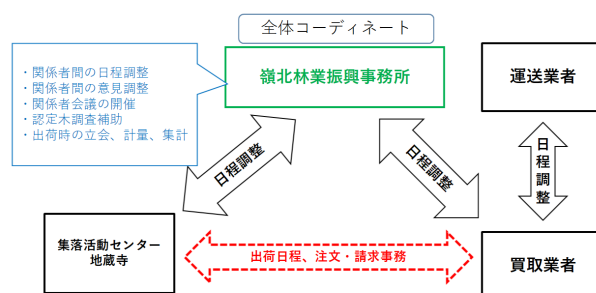 全体コーディネート
嶺北林業振興事務所
運送業者
・関係者間の日程調整
・関係者間の意見調整
・関係者会議の開催
・認定木調査補助
・出荷時の立会、計量、集計
日程調整
日程調整
日程調整
集落活動センター
地蔵寺
出荷日程、注文・請求事務
買取業者